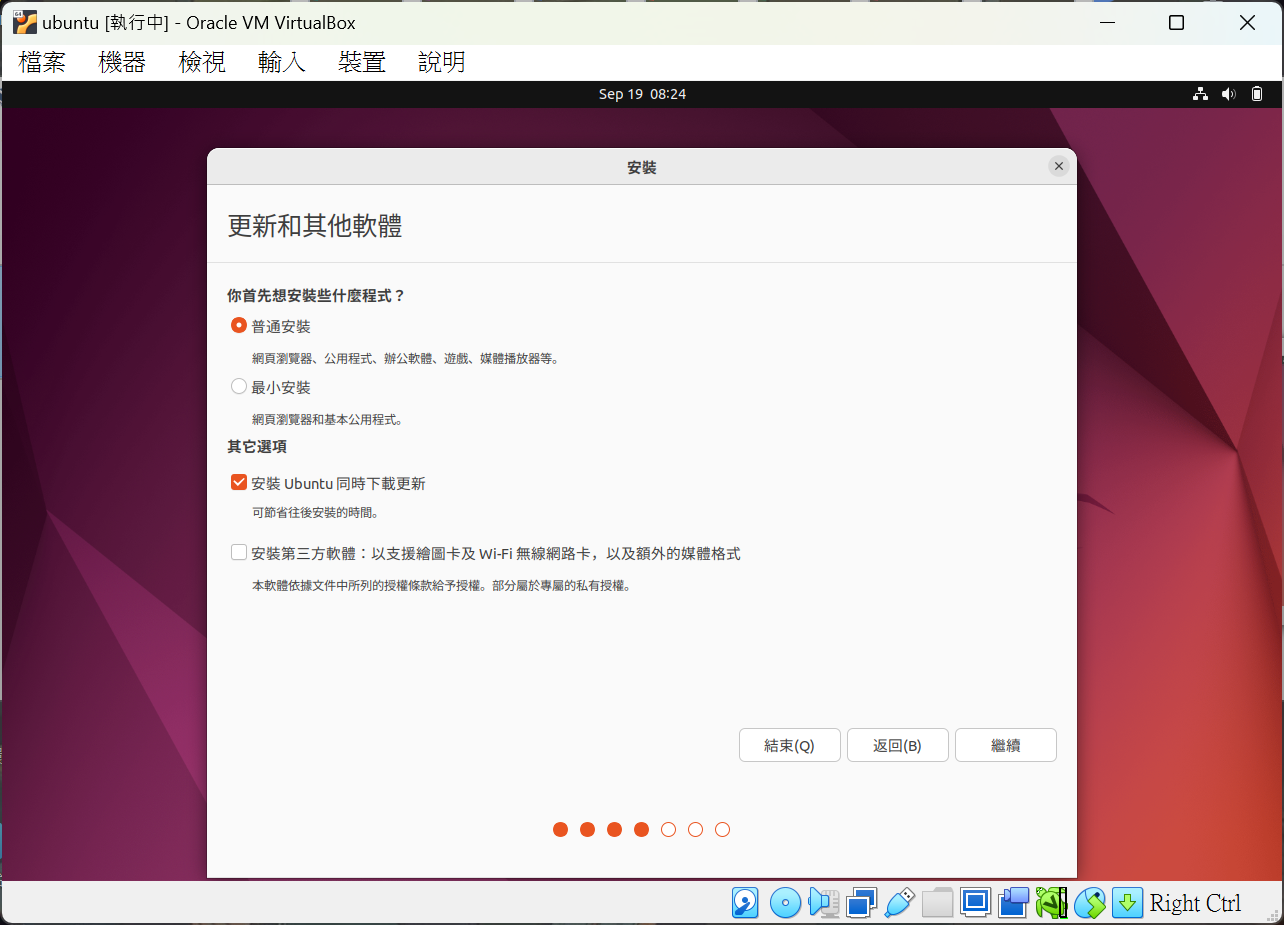 ubuntu [執行中] - Oracle VM VirtualBox
檔案 機器 檢視 輸入 裝置 說明
Sep 19 08:24
安裝
更新和其他軟體
你首先想安裝些什麼程式？
普通安裝
網頁瀏覽器、公用程式、辦公軟體、遊戲、媒體播放器等。
最小安裝
網頁瀏覽器和基本公用程式。
其它選項
安裝 Ubuntu 同時下載更新
可節省往後安裝的時間。
安裝第三方軟體：以支援繪圖卡及 Wi-Fi 無線網路卡，以及額外的媒體格式
本軟體依據文件中所列的授權條款給予授權。部分屬於專屬的私有授權。
結束(Q) 返回(B) 繼續
Right Ctrl